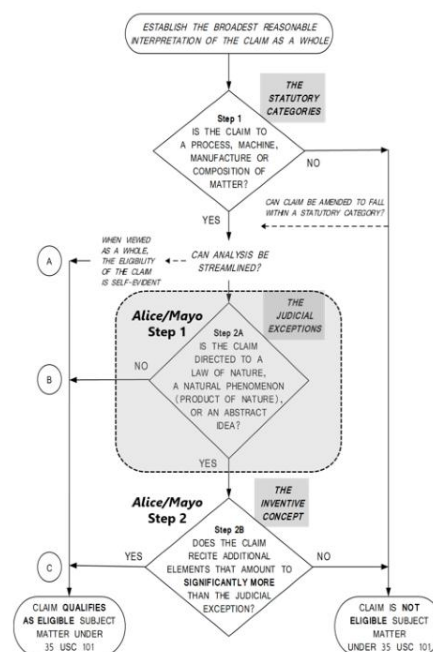 ESTABLISH THE BROADEST REASONABLE
INTERPRETATION OF THE CLAIM AS A WHOLE
THE
STATUTORY
CATEGORIES
Step 1
IS THE CLAIM TO
A PROCESS, MACHINE,
MANUFACTURE OR
COMPOSITION OF
MATTER?
NO
YES
CAN CLAIM BE AMENDED TO FALL
WITHIN A STATUTORY CATEGORY?
WHEN VIEWED
AS A WHOLE,
THE ELIGIBILITY
OF THE CLAIM
IS SELF-EVIDENT
CAN ANALYSIS BE
STREAMLINED?
A
THE
JUDICIAL
EXCEPTIONS
Alice/Mayo
Step 1
Step 2A
IS THE CLAIM
DIRECTED TO A
LAW OF NATURE,
A NATURAL PHENOMENON
(PRODUCT OF NATURE),
OR AN ABSTRACT
IDEA?
NO
B
YES
THE
INVENTIVE
CONCEPT
Alice/Mayo
Step 2
Step 2B
DOES THE CLAIM
RECITE ADDITIONAL
ELEMENTS THAT AMOUNT TO
SIGNIFICANTLY MORE
THAN THE JUDICIAL
EXCEPTION?
YES
NO
C
CLAIM QUALIFIES
AS ELIGIBLE SUBJECT
MATTER UNDER
35 USC 101
CLAIM IS NOT
ELIGIBLE SUBJECT
MATTER UNDER
35 USC 101